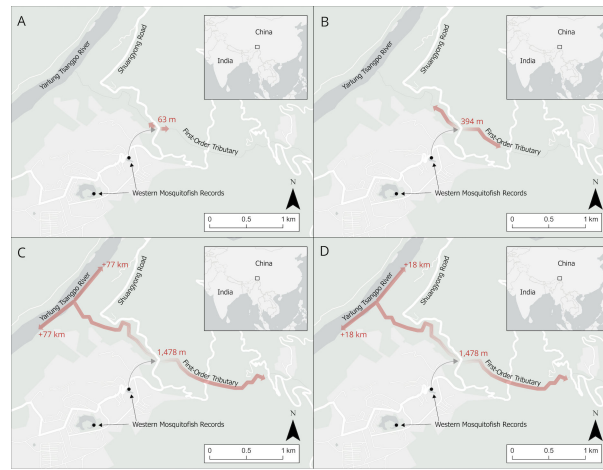 A
China
India
Yarlung Tsangpo River
Shuangyong Road
63 m
First-Order Tributary
Western Mosquitofish Records
N
0 0.5 1 km
B
China
India
Yarlung Tsangpo River
Shuangyong Road
394 m
First-Order Tributary
Western Mosquitofish Records
N
0 0.5 1 km
C
China
India
+77 km
Yarlung Tsangpo River
Shuangyong Road
+77 km
1,478 m
First-Order Tributary
Western Mosquitofish Records
N
0 0.5 1 km
D
China
India
+18 km
Yarlung Tsangpo River
Shuangyong Road
+18 km
1,478 m
First-Order Tributary
Western Mosquitofish Records
N
0 0.5 1 km